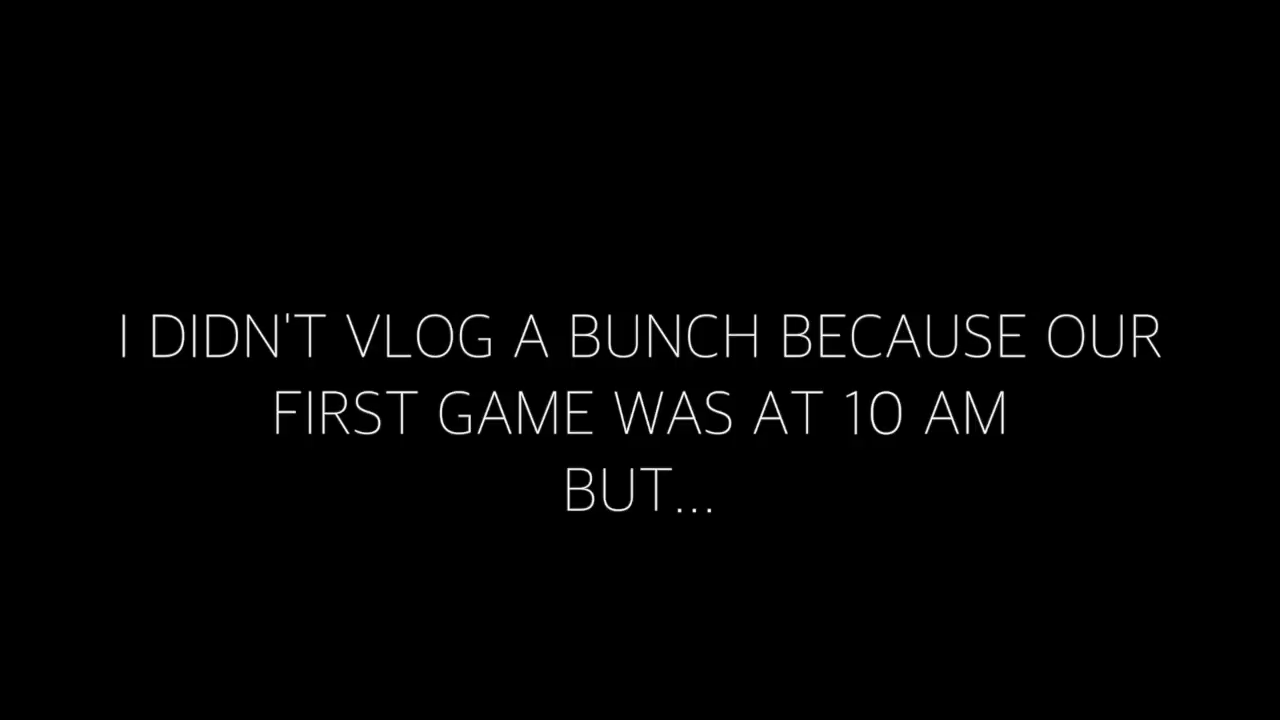 I DIDN'T VLOG A BUNCH BECAUSE OUR
FIRST GAME WAS AT 10 AM
BUT...